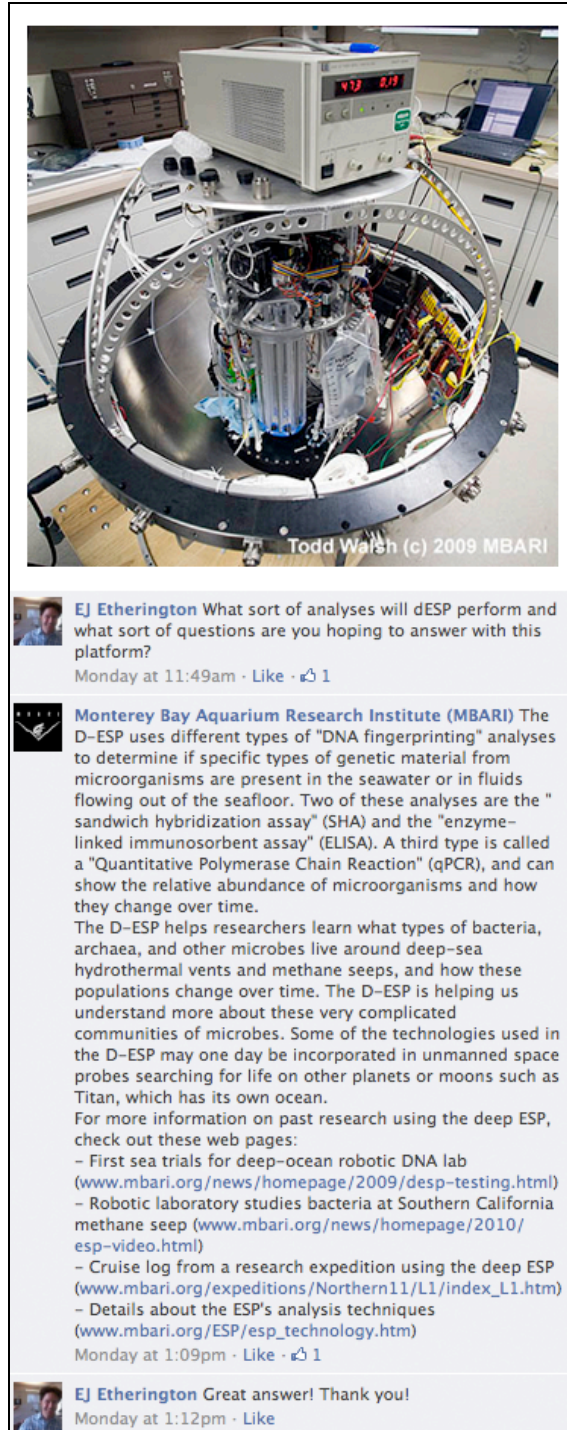 47.3 0.19
Todd Walsh (c) 2009 MBARI
EJ Etherington What sort of analyses will dESP perform and
what sort of questions are you hoping to answer with this
platform?
Monday at 11:49am · Like · 1
MBARI
Monterey Bay Aquarium Research Institute (MBARI) The
D-ESP uses different types of "DNA fingerprinting" analyses
to determine if specific types of genetic material from
microorganisms are present in the seawater or in fluids
flowing out of the seafloor. Two of these analyses are the "
sandwich hybridization assay" (SHA) and the "enzyme-
linked immunosorbent assay" (ELISA). A third type is called
a "Quantitative Polymerase Chain Reaction" (qPCR), and can
show the relative abundance of microorganisms and how
they change over time.
The D-ESP helps researchers learn what types of bacteria,
archaea, and other microbes live around deep-sea
hydrothermal vents and methane seeps, and how these
populations change over time. The D-ESP is helping us
understand more about these very complicated
communities of microbes. Some of the technologies used in
the D-ESP may one day be incorporated in unmanned space
probes searching for life on other planets or moons such as
Titan, which has its own ocean.
For more information on past research using the deep ESP,
check out these web pages:
- First sea trials for deep-ocean robotic DNA lab
(www.mbari.org/news/homepage/2009/desp-testing.html)
- Robotic laboratory studies bacteria at Southern California
methane seep (www.mbari.org/news/homepage/2010/
esp-video.html)
- Cruise log from a research expedition using the deep ESP
(www.mbari.org/expeditions/Northern11/L1/index_L1.htm)
- Details about the ESP's analysis techniques
(www.mbari.org/ESP/esp_technology.htm)
Monday at 1:09pm · Like · 1
EJ Etherington Great answer! Thank you!
Monday at 1:12pm · Like